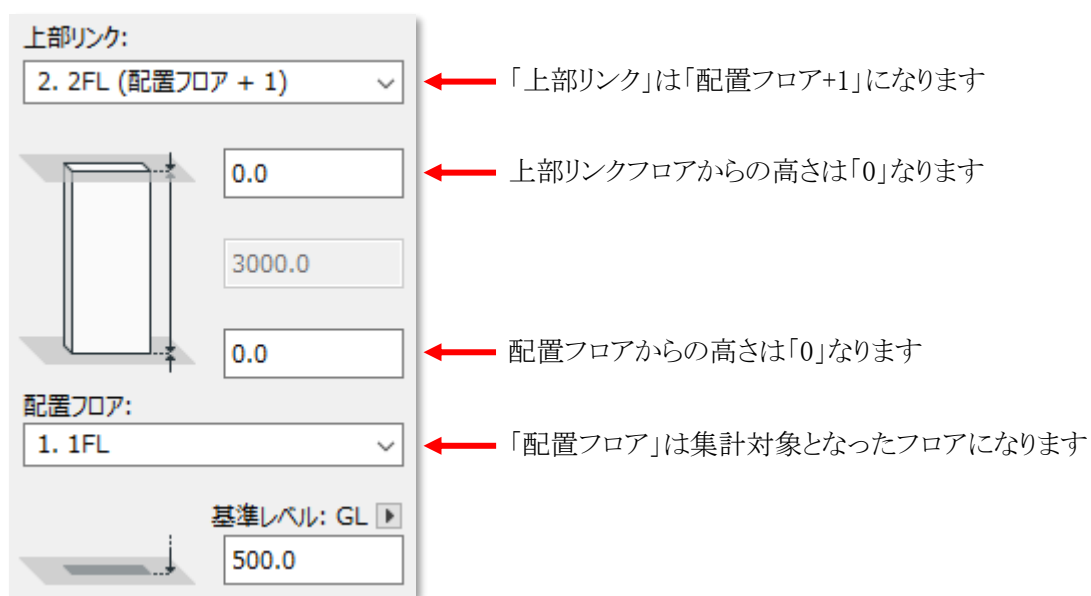 上部リンク:
2. 2FL (配置フロア + 1)
「上部リンク」は「配置フロア+1」になります
0.0
上部リンクフロアからの高さは「0」なります
3000.0
0.0
配置フロアからの高さは「0」なります
配置フロア:
1. 1FL
「配置フロア」は集計対象となったフロアになります
基準レベル: GL
500.0